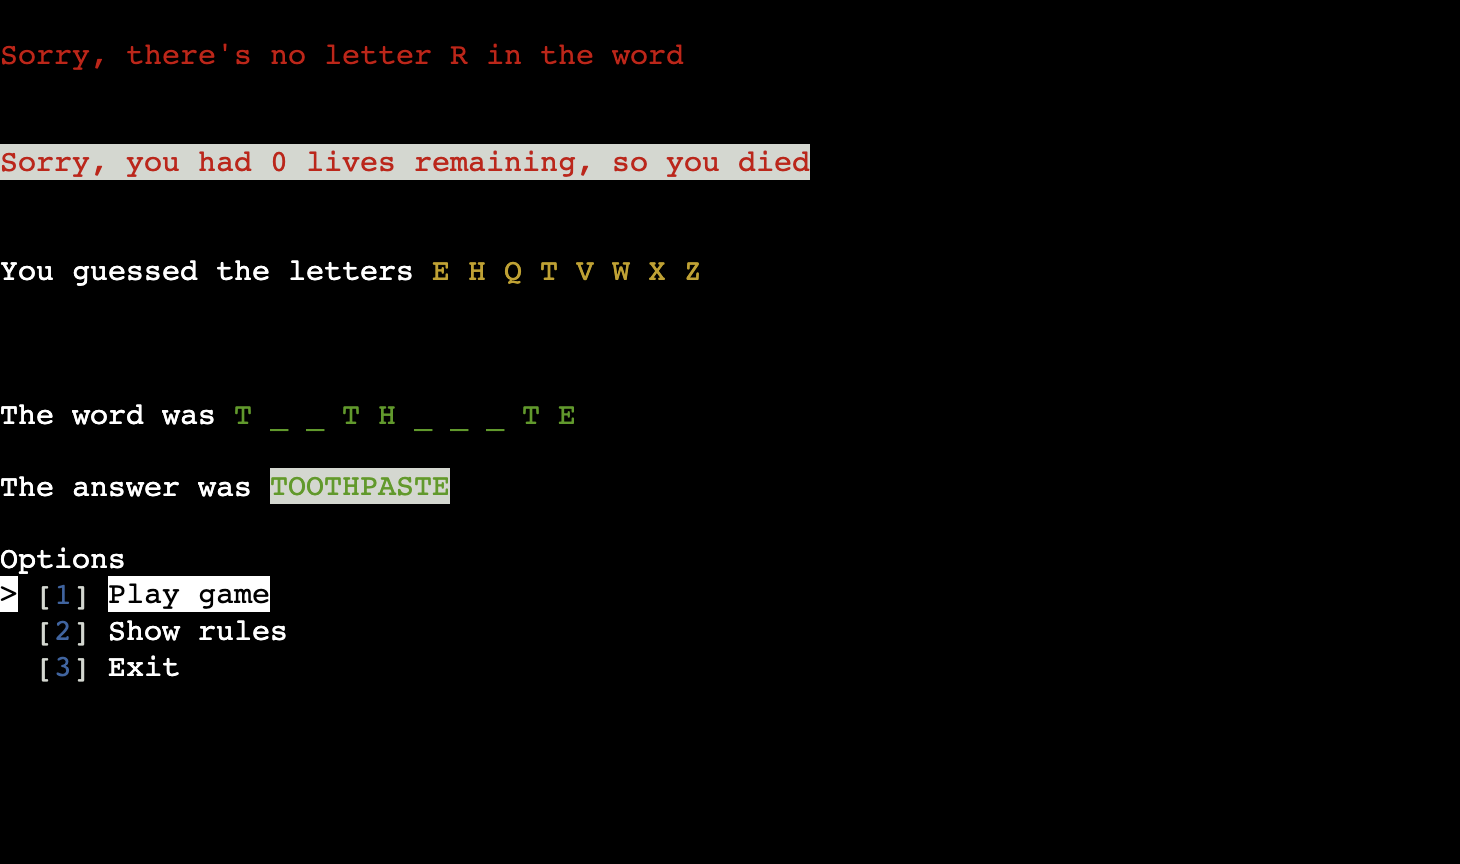 Sorry, there's no letter R in the word
Sorry, you had 0 lives remaining, so you died
You guessed the letters E H Q T V W X Z
The word was T _ _ T H _ _ _ T E
The answer was TOOTHPASTE
Options
> [1] Play game
[2] Show rules
[3] Exit